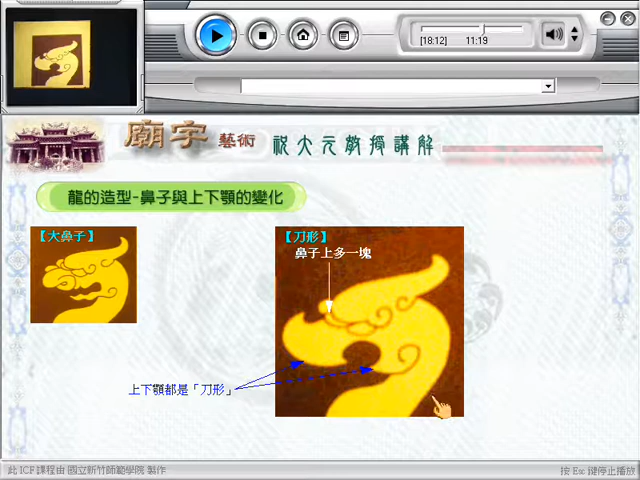 [18:12]
11:19
廟宇藝術 祝大元教授講解
龍的造型-鼻子與上下顎的變化
【大鼻子】
【刀形】
鼻子上多一塊
上下顎都是「刀形」
此 ICF 課程由 國立新竹師範學院 製作
按 Esc 鍵停止播放